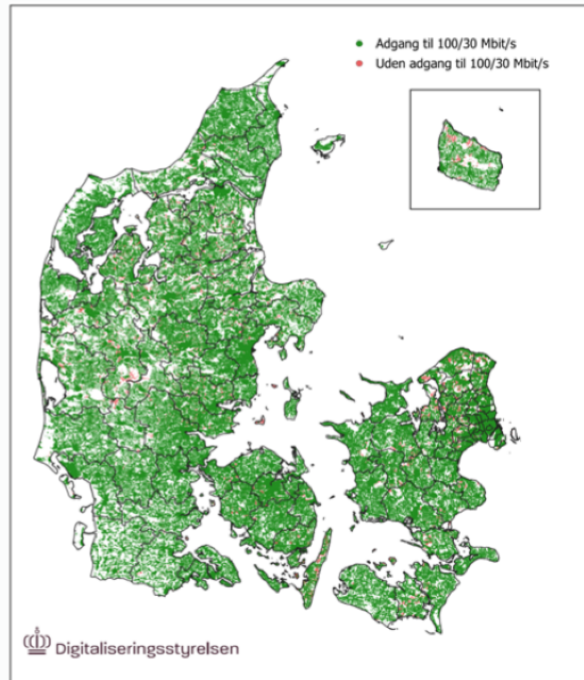 Adgang til 100/30 Mbit/s
Uden adgang til 100/30 Mbit/s
Digitaliseringsstyrelsen